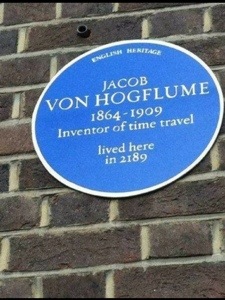 ENGLISH HERITAGE
JACOB
VON HOGFLUME
1864-1909
Inventor of time travel
lived here
in 2189